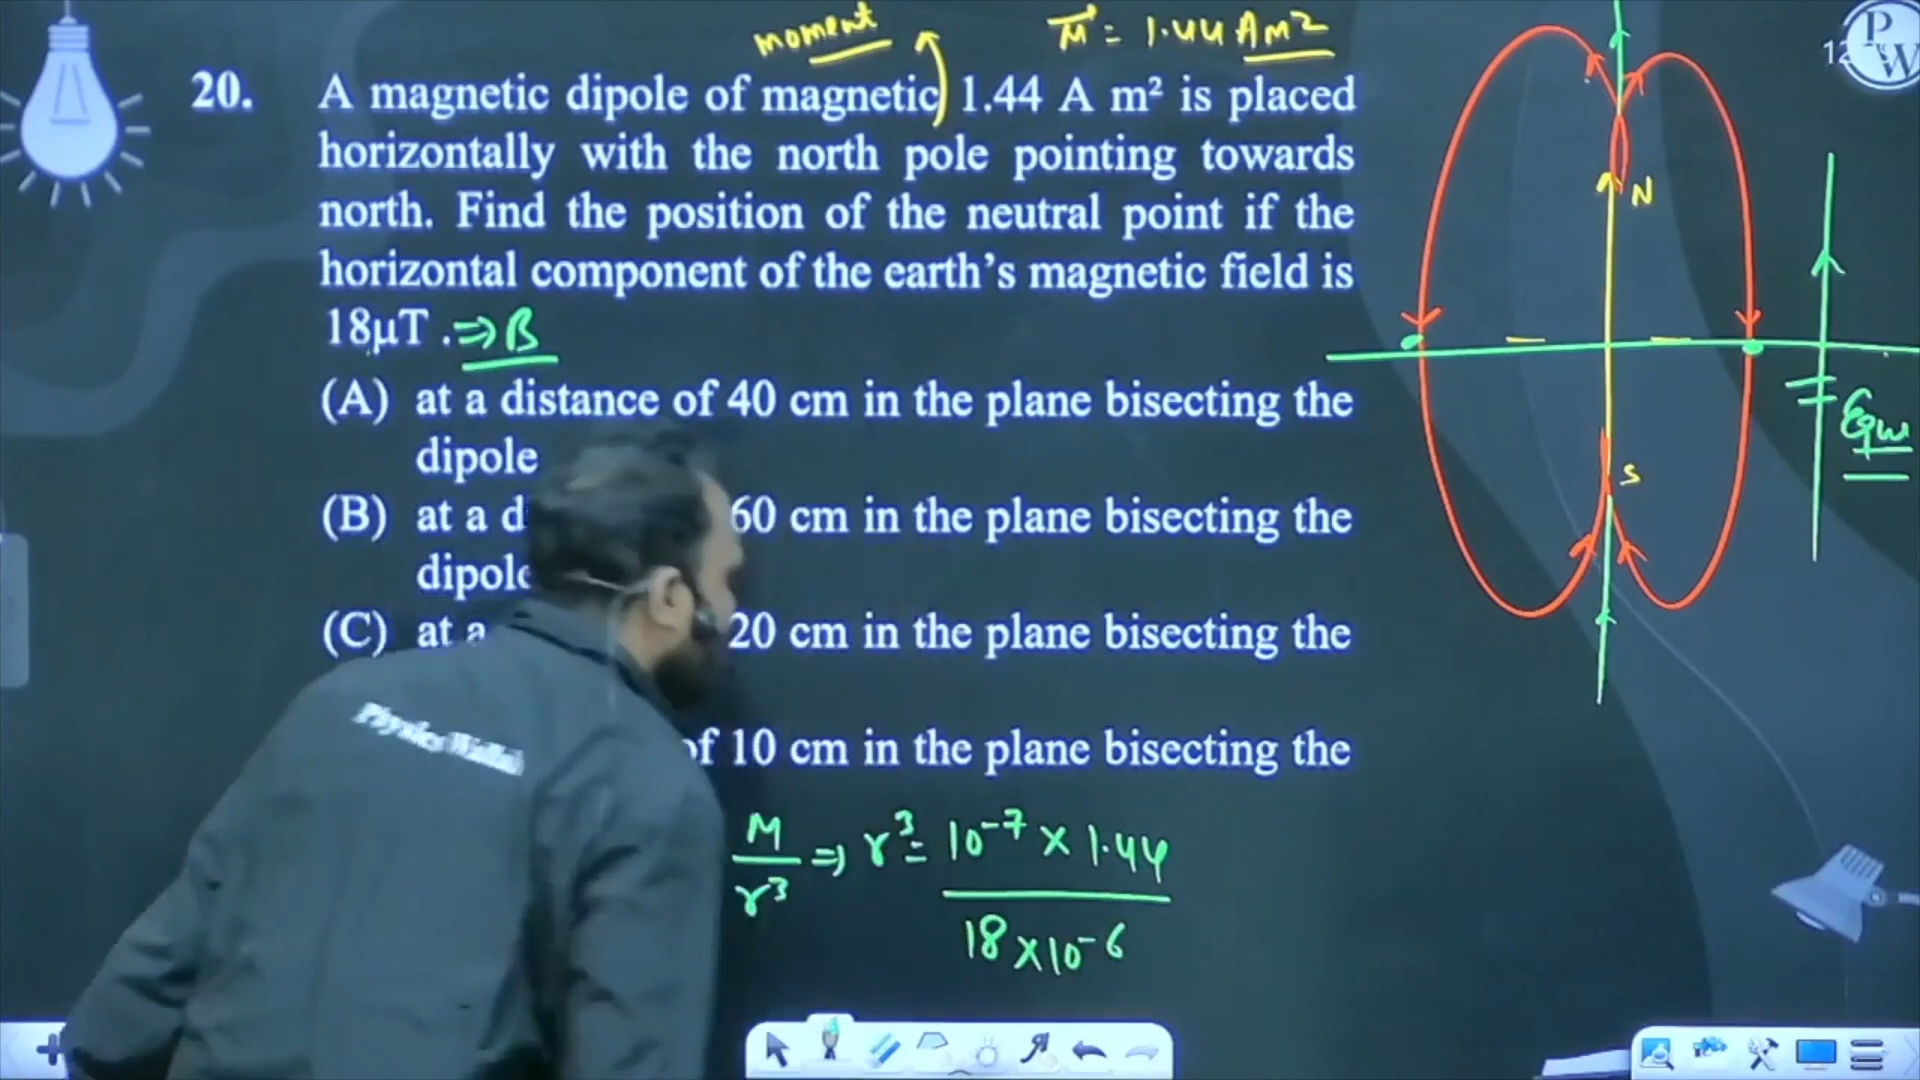 moment M = 1.44 Am²
PW
20. A magnetic dipole of magnetic 1.44 A m² is placed
horizontally with the north pole pointing towards
north. Find the position of the neutral point if the
horizontal component of the earth's magnetic field is
18μT . ⇒ B
N
S
Equ
(A) at a distance of 40 cm in the plane bisecting the
dipole
(B) at a d 60 cm in the plane bisecting the
dipole
(C) at a 20 cm in the plane bisecting the
of 10 cm in the plane bisecting the
M/r³ ⇒ r³ = 10⁻⁷ × 1.44
18 × 10⁻⁶